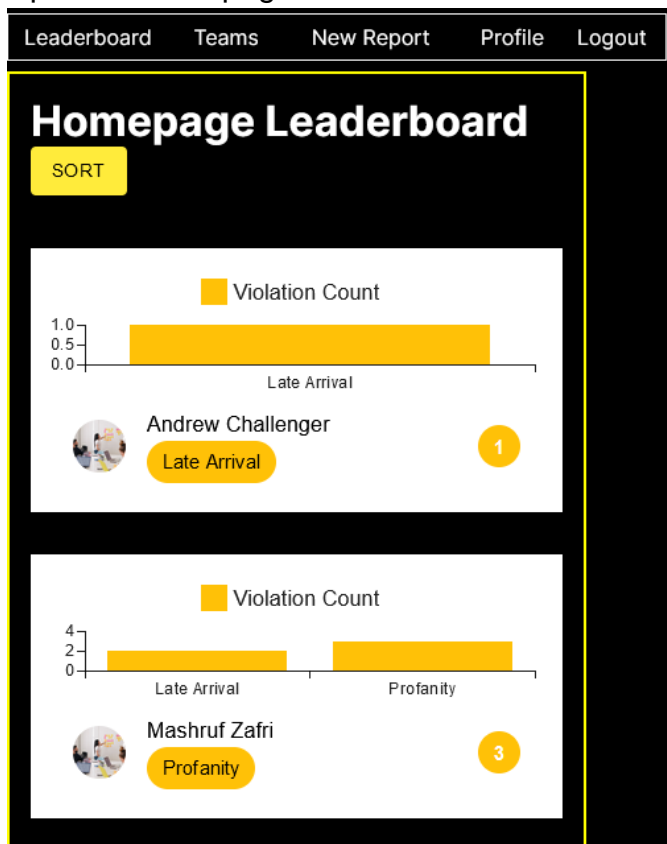 Leaderboard Teams New Report Profile Logout
Homepage Leaderboard
SORT
Violation Count
1.0
0.5
0.0
Late Arrival
Andrew Challenger
Late Arrival
1
Violation Count
4
2
0
Late Arrival Profanity
Mashruf Zafri
Profanity
3